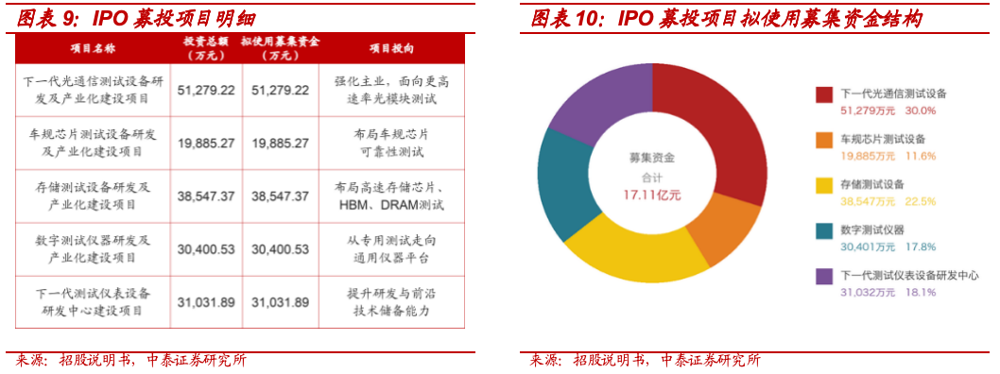 图表 9：IPO 募投项目明细
项目名称
投资总额
（万元）
拟使用募集资金
（万元）
项目投向
下一代光通信测试设备研
发及产业化建设项目
51,279.22
51,279.22
强化主业，面向更高
速率光模块测试
车规芯片测试设备研发
及产业化建设项目
19,885.27
19,885.27
布局车规芯片
可靠性测试
存储测试设备研发及
产业化建设项目
38,547.37
38,547.37
布局高速存储芯片、
HBM、DRAM测试
数字测试仪器研发及
产业化建设项目
30,400.53
30,400.53
从专用测试走向
通用仪器平台
下一代测试仪表设备
研发中心建设项目
31,031.89
31,031.89
提升研发与前沿
技术储备能力
来源：招股说明书，中泰证券研究所
图表 10：IPO 募投项目拟使用募集资金结构
募集资金
合计
17.11亿元
下一代光通信测试设备
51,279万元 30.0%
车规芯片测试设备
19,885万元 11.6%
存储测试设备
38,547万元 22.5%
数字测试仪器
30,401万元 17.8%
下一代测试仪表设备研发中心
31,032万元 18.1%
来源：招股说明书，中泰证券研究所